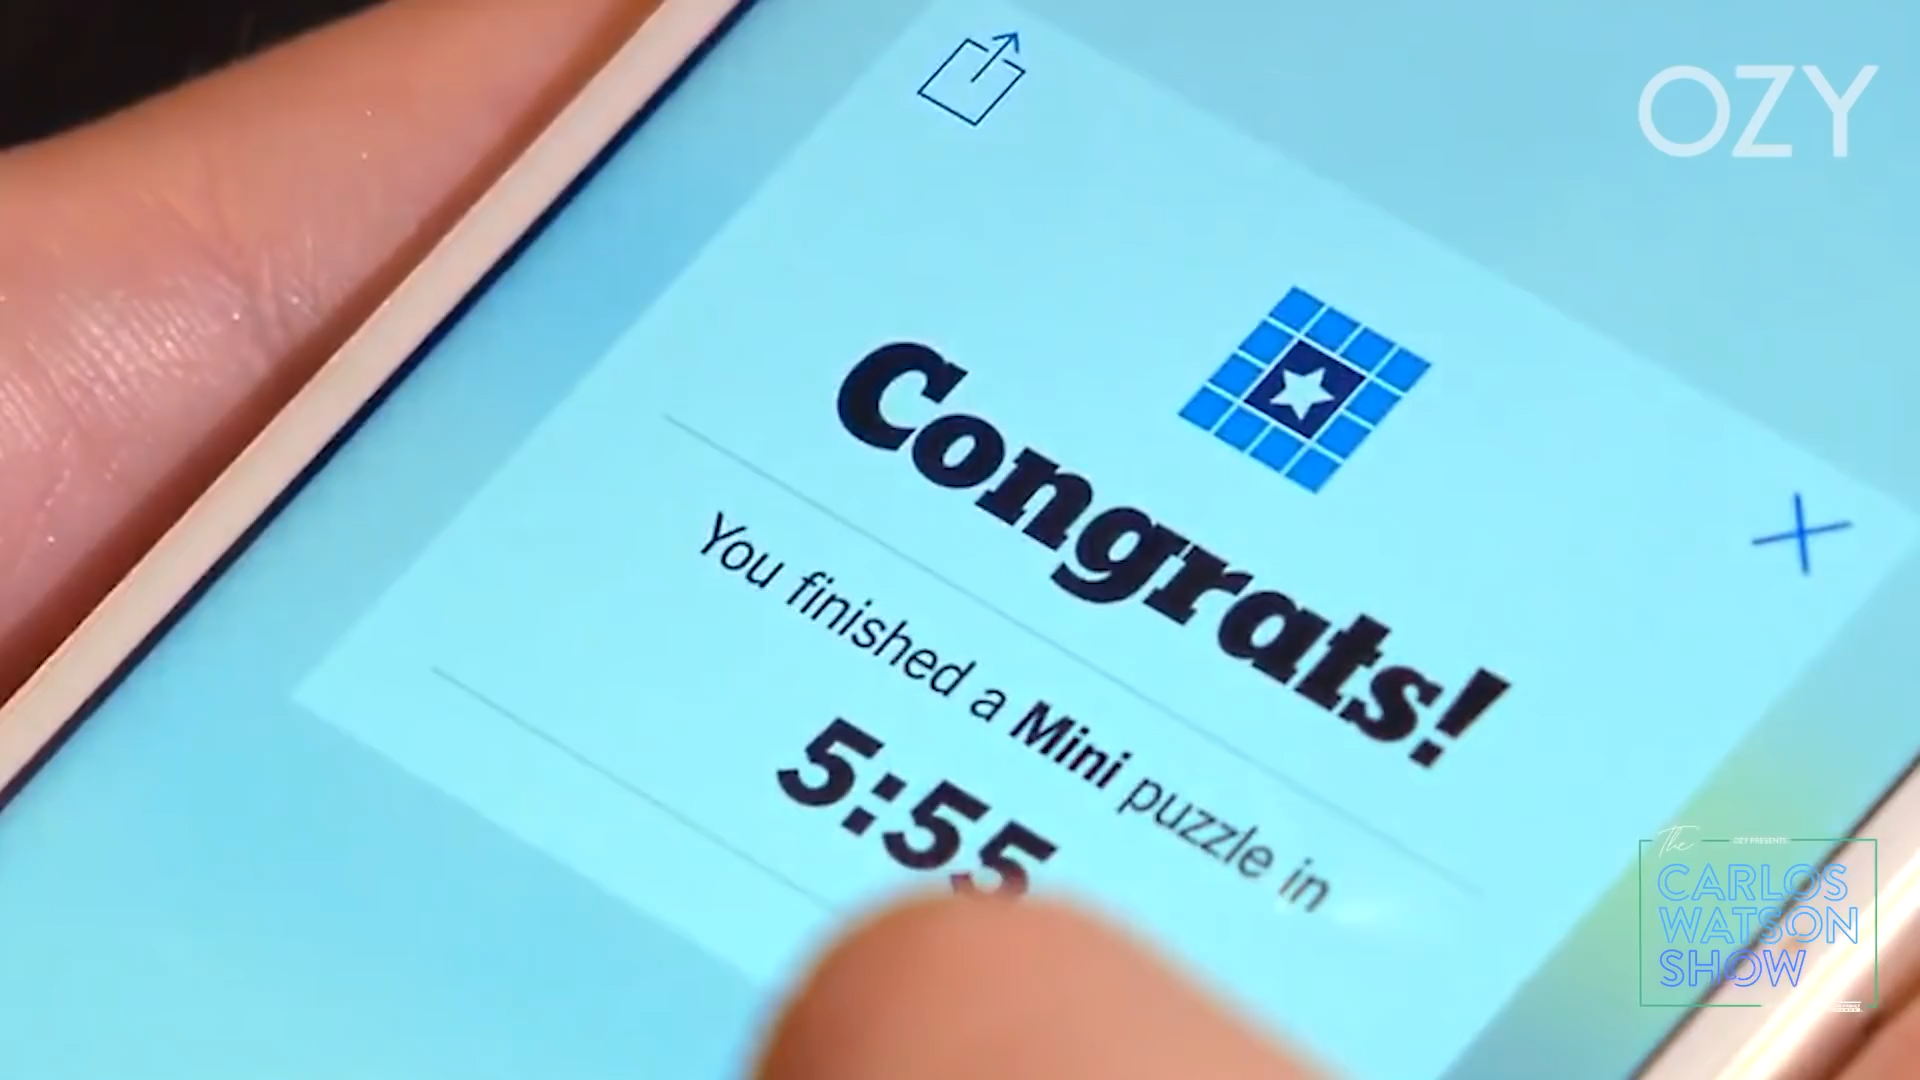 OZY
Congrats!
You finished a Mini puzzle in
5:55
The
OZY PRESENTS
CARLOS
WATSON
SHOW